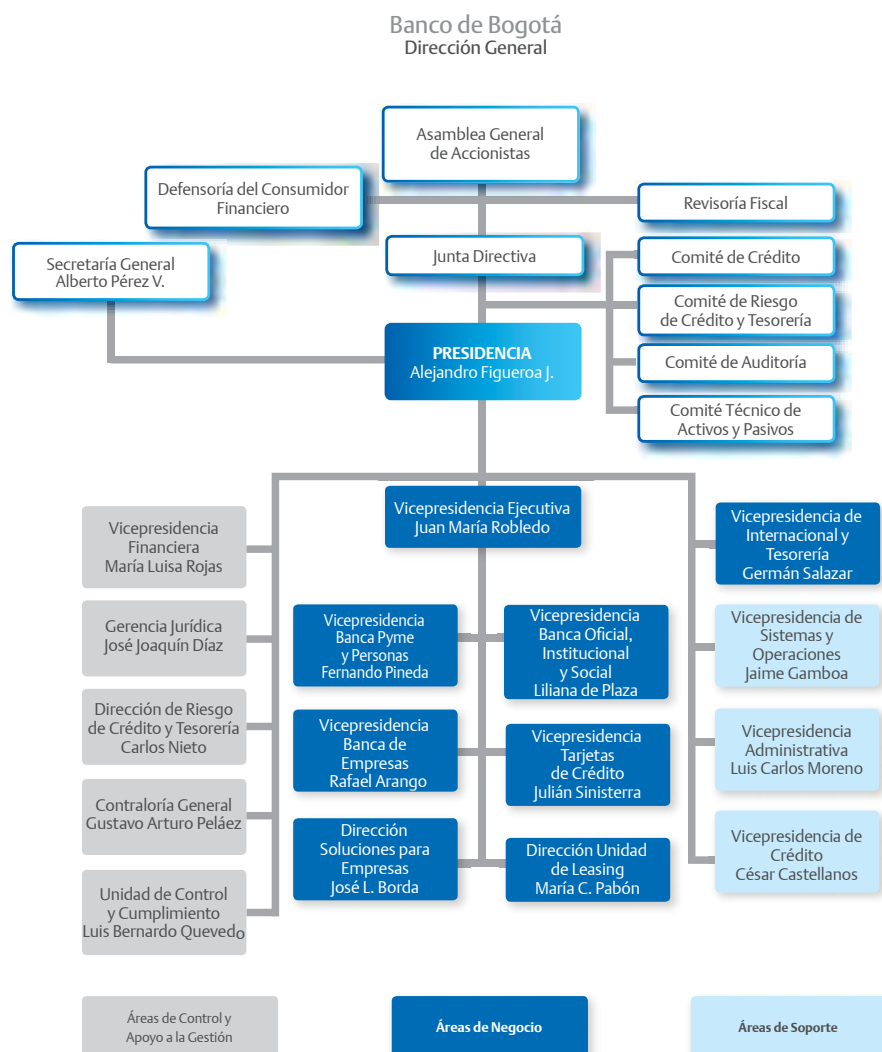 Banco de Bogotá
Dirección General
Asamblea General
de Accionistas
Defensoría del Consumidor
Financiero
Revisoría Fiscal
Secretaría General
Alberto Pérez V.
Junta Directiva
Comité de Crédito
Comité de Riesgo
de Crédito y Tesorería
Comité de Auditoría
Comité Técnico de
Activos y Pasivos
PRESIDENCIA
Alejandro Figueroa J.
Vicepresidencia Ejecutiva
Juan María Robledo
Vicepresidencia
Financiera
María Luisa Rojas
Gerencia Jurídica
José Joaquín Díaz
Dirección de Riesgo
de Crédito y Tesorería
Carlos Nieto
Contraloría General
Gustavo Arturo Peláez
Unidad de Control
y Cumplimiento
Luis Bernardo Quevedo
Vicepresidencia
Banca Pyme
y Personas
Fernando Pineda
Vicepresidencia
Banca Oficial,
Institucional
y Social
Liliana de Plaza
Vicepresidencia
Banca de
Empresas
Rafael Arango
Vicepresidencia
Tarjetas
de Crédito
Julián Sinisterra
Dirección
Soluciones para
Empresas
José L. Borda
Dirección Unidad
de Leasing
María C. Pabón
Vicepresidencia de
Internacional y
Tesorería
Germán Salazar
Vicepresidencia de
Sistemas y
Operaciones
Jaime Gamboa
Vicepresidencia
Administrativa
Luis Carlos Moreno
Vicepresidencia de
Crédito
César Castellanos
Áreas de Control y
Apoyo a la Gestión
Áreas de Negocio
Áreas de Soporte